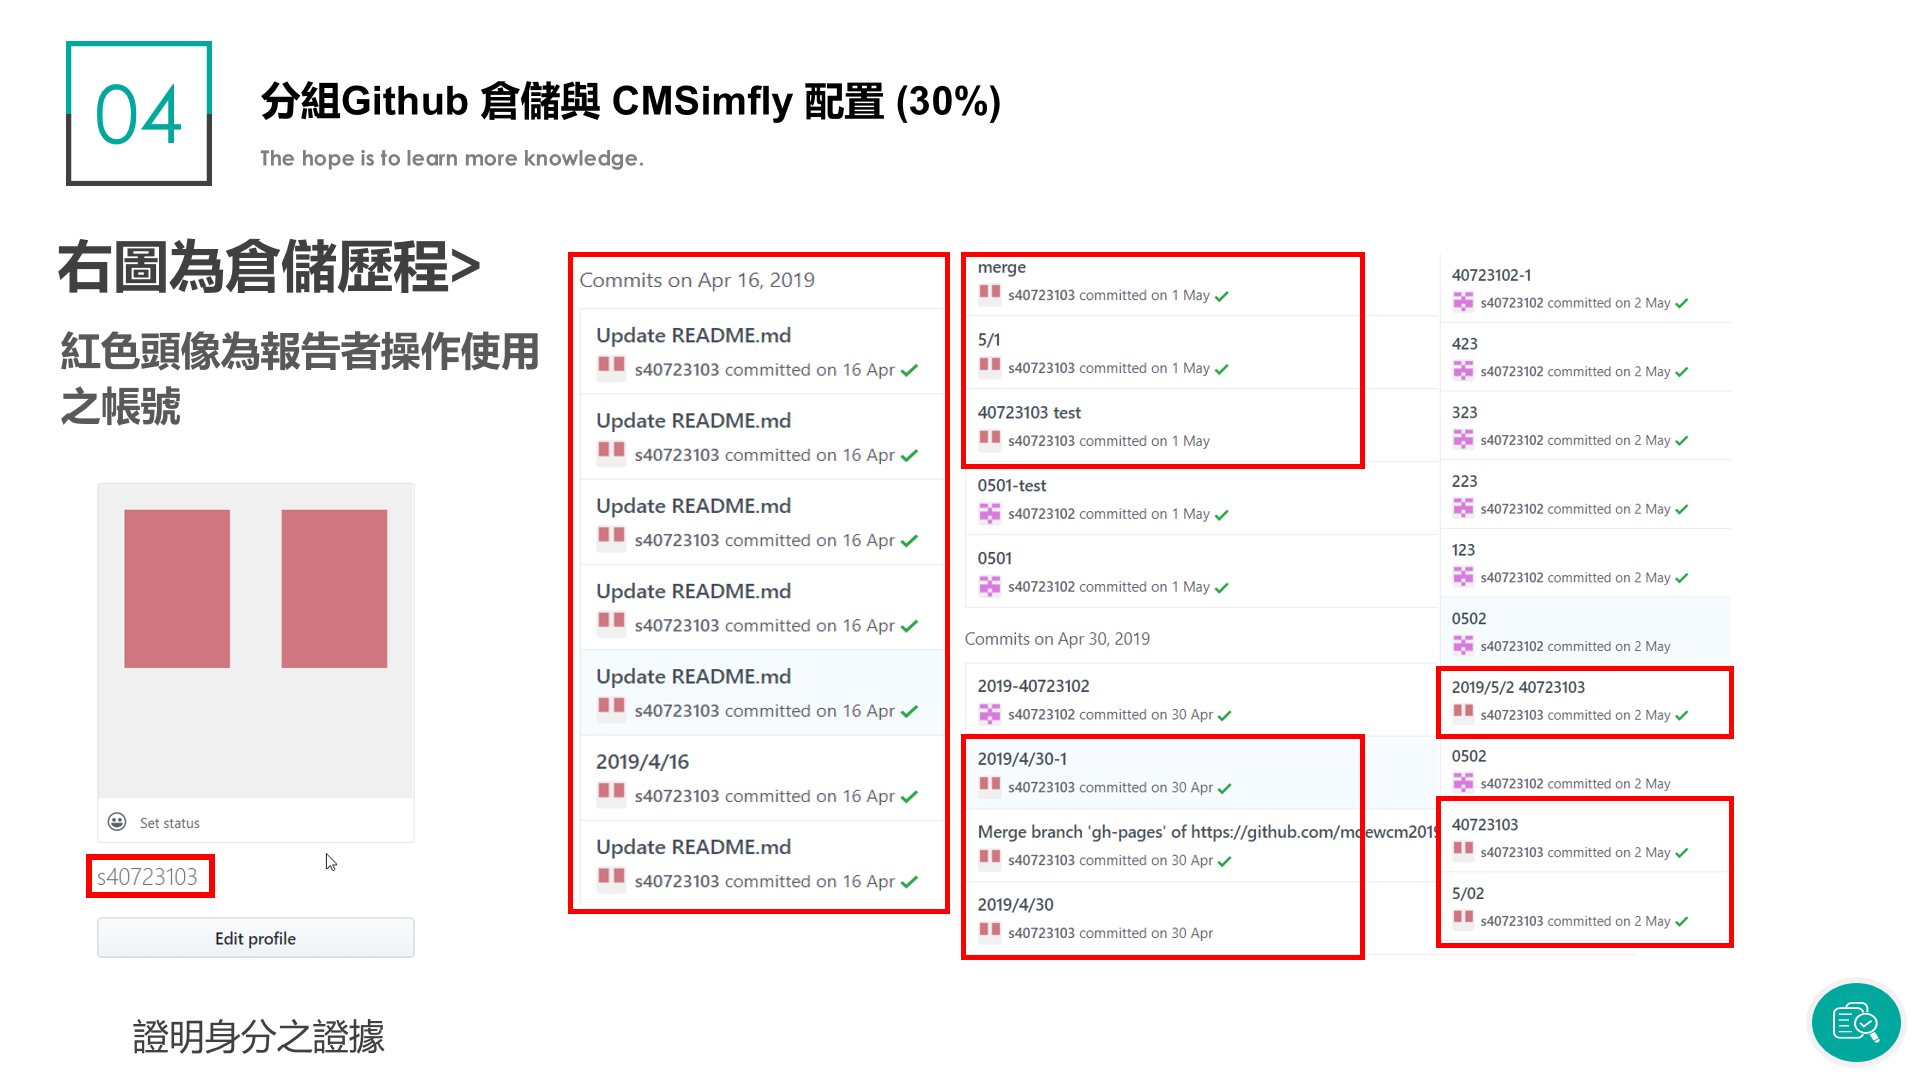 04
分組Github 倉儲與 CMSimfly 配置 (30%)
The hope is to learn more knowledge.
右圖為倉儲歷程>
紅色頭像為報告者操作使用
之帳號
Set status
s40723103
Edit profile
證明身分之證據
Commits on Apr 16, 2019
Update README.md
s40723103 committed on 16 Apr
Update README.md
s40723103 committed on 16 Apr
Update README.md
s40723103 committed on 16 Apr
Update README.md
s40723103 committed on 16 Apr
Update README.md
s40723103 committed on 16 Apr
2019/4/16
s40723103 committed on 16 Apr
Update README.md
s40723103 committed on 16 Apr
merge
s40723103 committed on 1 May
5/1
s40723103 committed on 1 May
40723103 test
s40723103 committed on 1 May
0501-test
s40723102 committed on 1 May
0501
s40723102 committed on 1 May
Commits on Apr 30, 2019
2019-40723102
s40723102 committed on 30 Apr
2019/4/30-1
s40723103 committed on 30 Apr
Merge branch 'gh-pages' of https://github.com/mdewcm2019
s40723103 committed on 30 Apr
2019/4/30
s40723103 committed on 30 Apr
40723102-1
s40723102 committed on 2 May
423
s40723102 committed on 2 May
323
s40723102 committed on 2 May
223
s40723102 committed on 2 May
123
s40723102 committed on 2 May
0502
s40723102 committed on 2 May
2019/5/2 40723103
s40723103 committed on 2 May
0502
s40723102 committed on 2 May
40723103
s40723103 committed on 2 May
5/02
s40723103 committed on 2 May